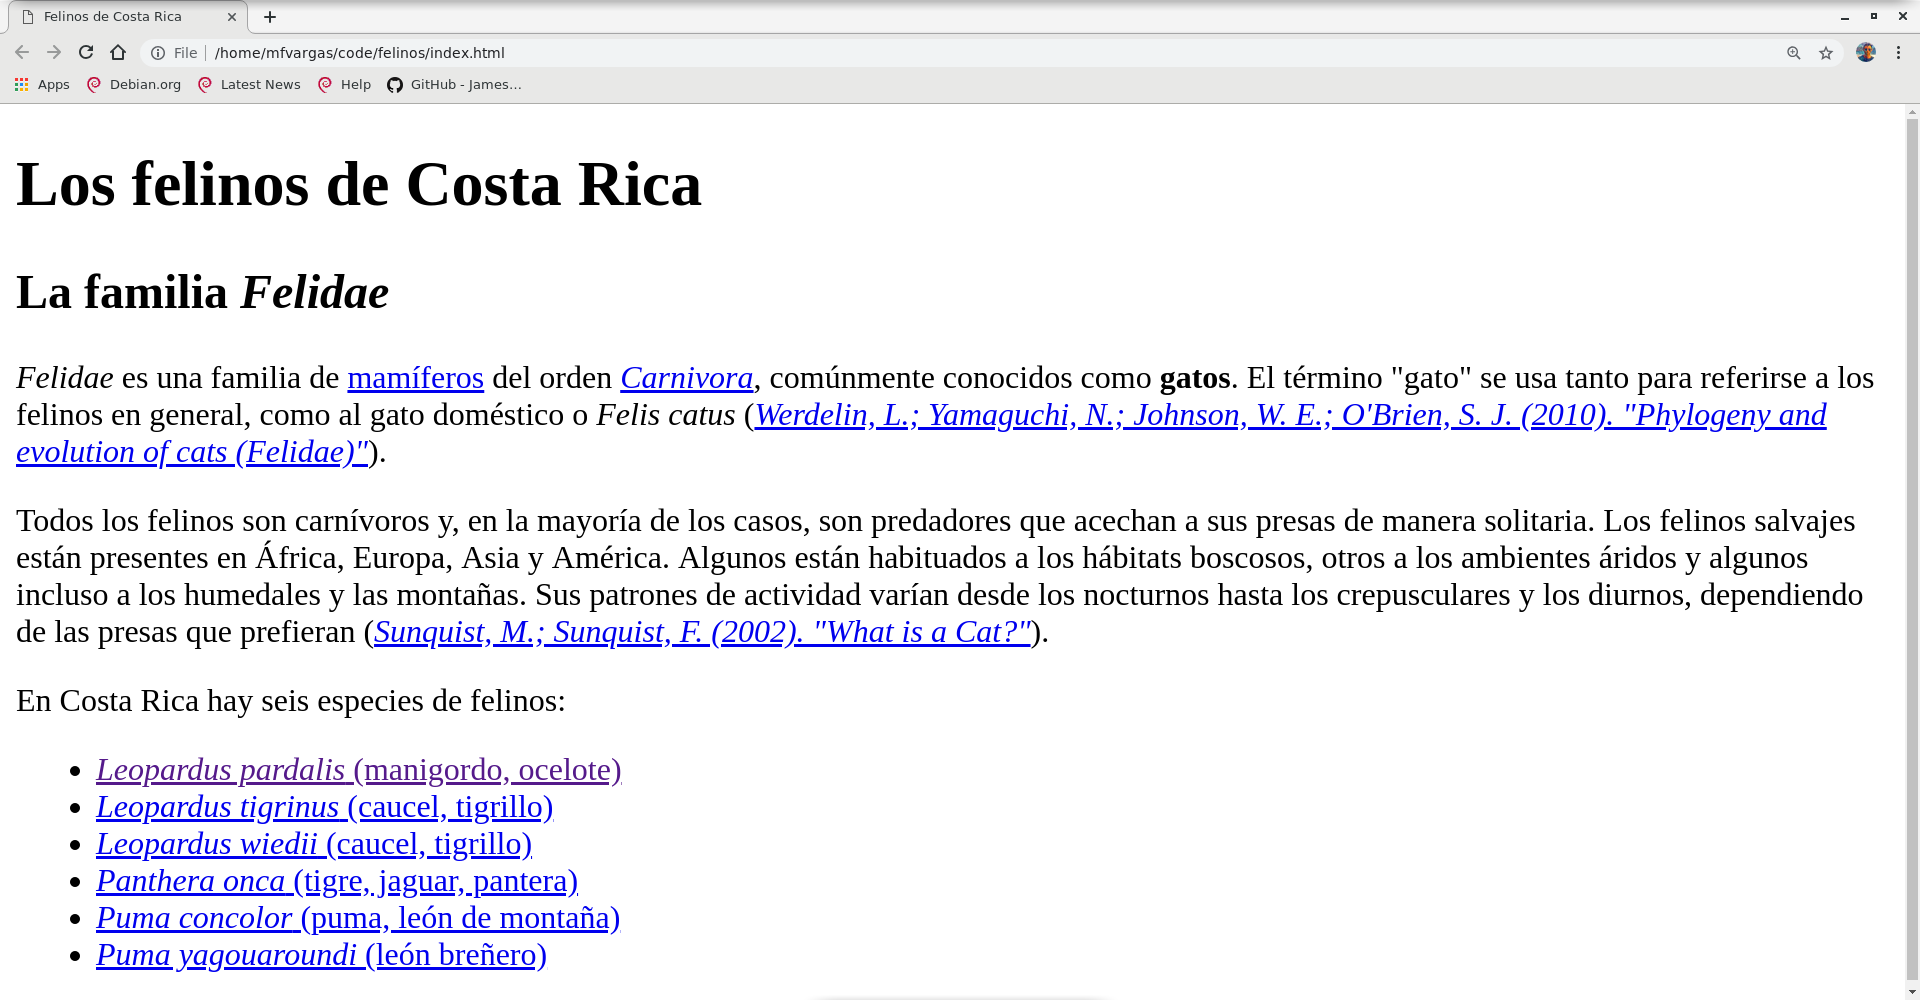 Felinos de Costa Rica
File
/home/mfvargas/code/felinos/index.html
Apps
Debian.org
Latest News
Help
GitHub - James…
Los felinos de Costa Rica
La familia Felidae
Felidae es una familia de mamíferos del orden Carnivora, comúnmente conocidos como gatos. El término "gato" se usa tanto para referirse a los
felinos en general, como al gato doméstico o Felis catus (Werdelin, L.; Yamaguchi, N.; Johnson, W. E.; O'Brien, S. J. (2010). "Phylogeny and
evolution of cats (Felidae)").
Todos los felinos son carnívoros y, en la mayoría de los casos, son predadores que acechan a sus presas de manera solitaria. Los felinos salvajes
están presentes en África, Europa, Asia y América. Algunos están habituados a los hábitats boscosos, otros a los ambientes áridos y algunos
incluso a los humedales y las montañas. Sus patrones de actividad varían desde los nocturnos hasta los crepusculares y los diurnos, dependiendo
de las presas que prefieran (Sunquist, M.; Sunquist, F. (2002). "What is a Cat?").
En Costa Rica hay seis especies de felinos:
• Leopardus pardalis (manigordo, ocelote)
• Leopardus tigrinus (caucel, tigrillo)
• Leopardus wiedii (caucel, tigrillo)
• Panthera onca (tigre, jaguar, pantera)
• Puma concolor (puma, león de montaña)
• Puma yagouaroundi (león breñero)